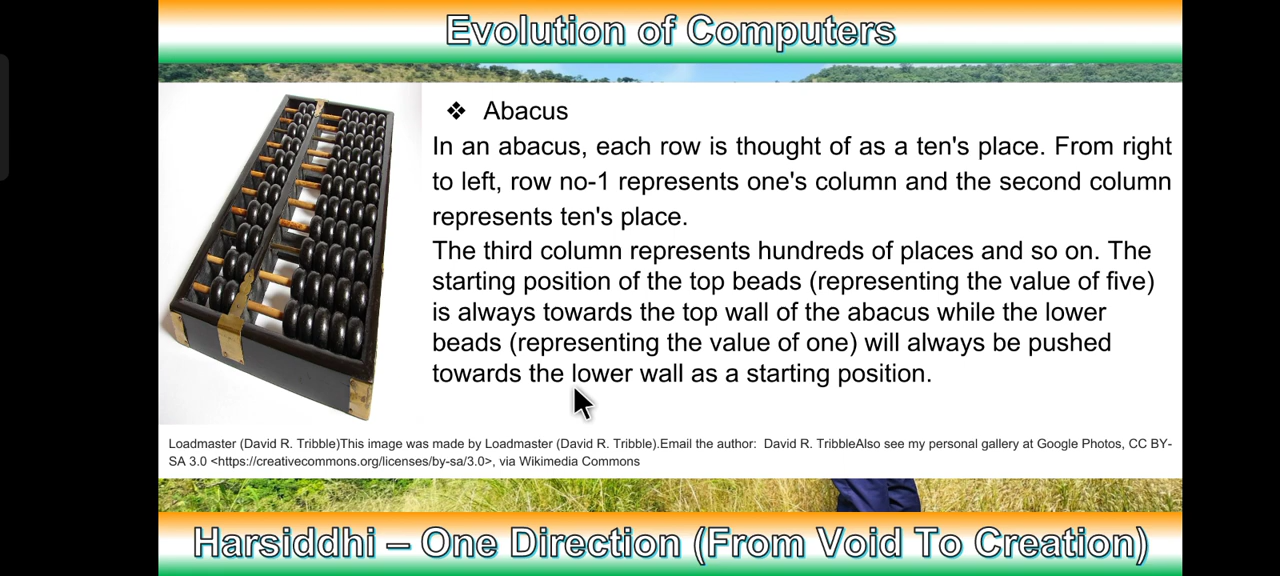 Evolution of Computers
❖ Abacus
In an abacus, each row is thought of as a ten's place. From right
to left, row no-1 represents one's column and the second column
represents ten's place.
The third column represents hundreds of places and so on. The
starting position of the top beads (representing the value of five)
is always towards the top wall of the abacus while the lower
beads (representing the value of one) will always be pushed
towards the lower wall as a starting position.
Loadmaster (David R. Tribble)This image was made by Loadmaster (David R. Tribble).Email the author: David R. TribbleAlso see my personal gallery at Google Photos, CC BY-
SA 3.0 <https://creativecommons.org/licenses/by-sa/3.0>, via Wikimedia Commons
Harsiddhi – One Direction (From Void To Creation)